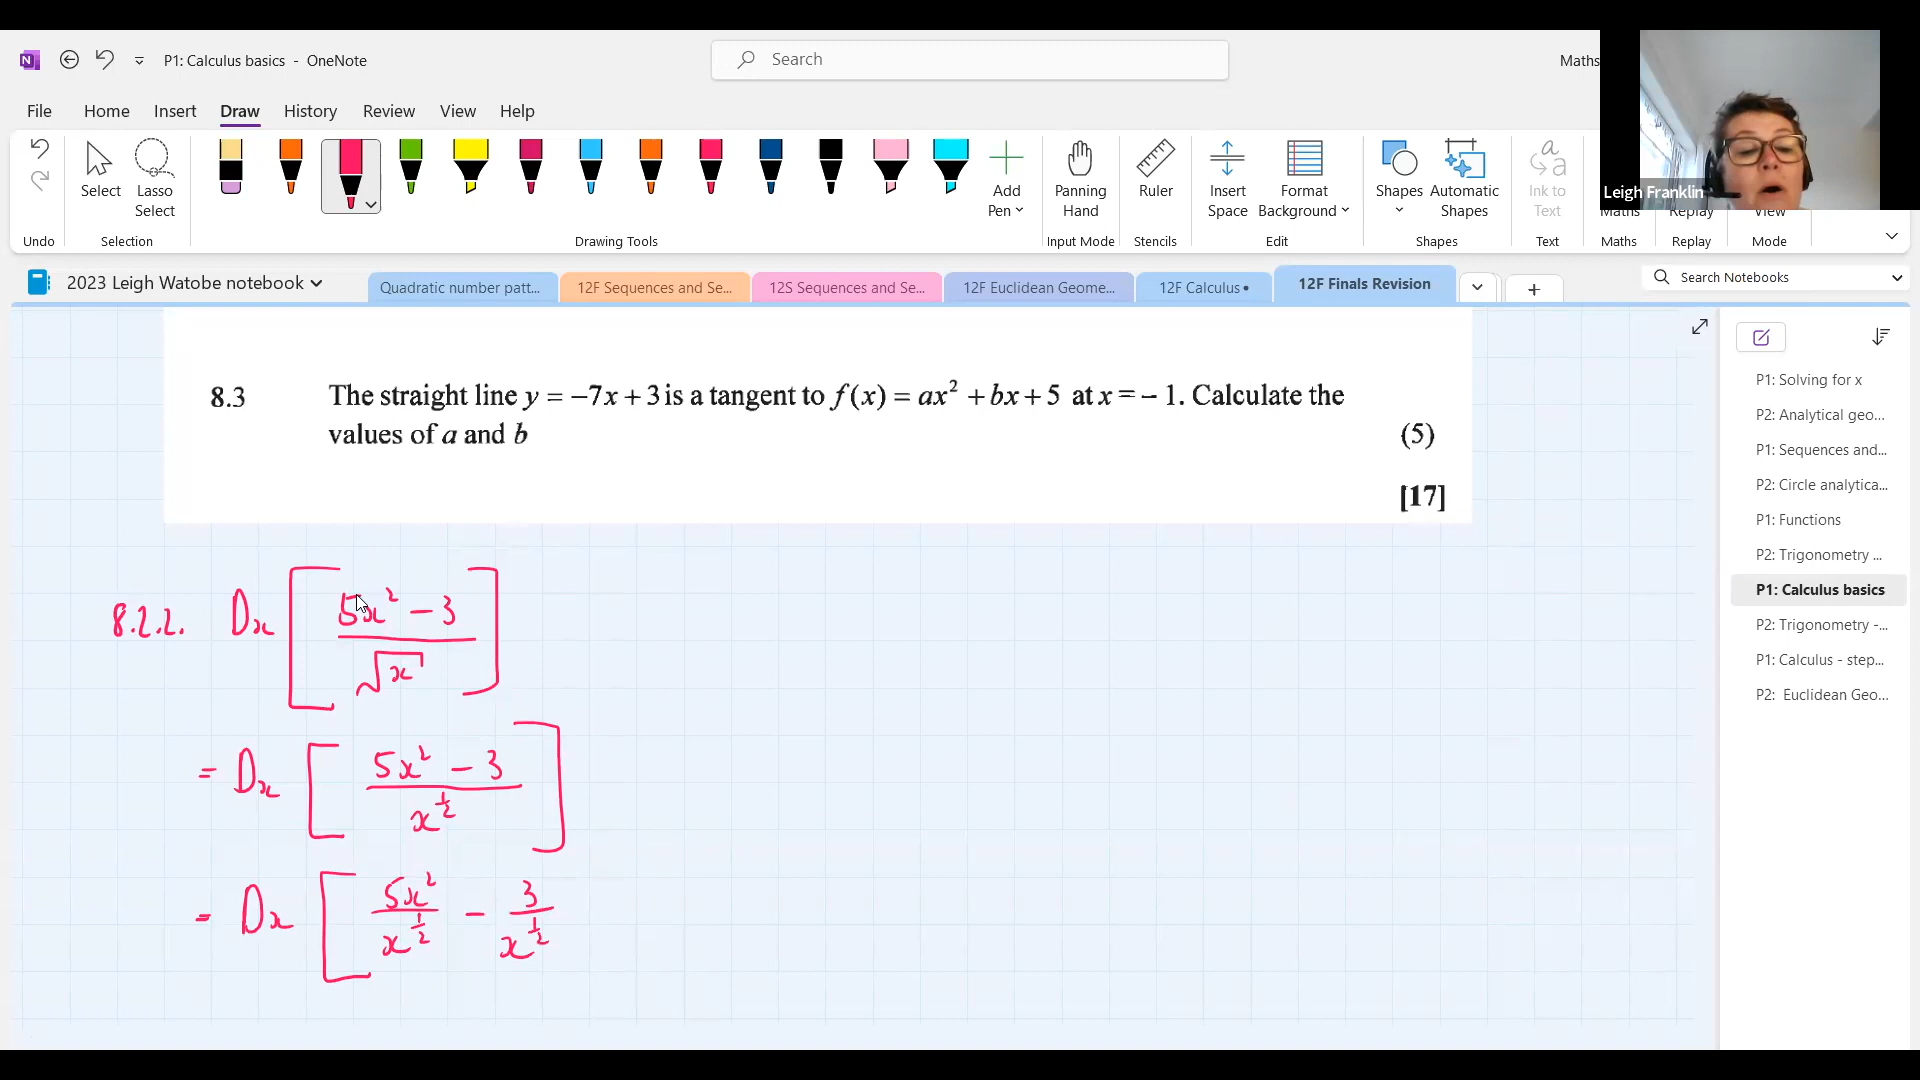 P1: Calculus basics - OneNote
Search
Maths
File Home Insert Draw History Review View Help
Select
Lasso Select
Add Pen
Panning Hand
Ruler
Insert Space
Format Background
Shapes
Automatic Shapes
Ink to Text
Maths
Replay
View
Leigh Franklin
Undo
Selection
Drawing Tools
Input Mode
Stencils
Edit
Shapes
Text
Maths
Replay
Mode
2023 Leigh Watobe notebook
Quadratic number patt...
12F Sequences and Se...
12S Sequences and Se...
12F Euclidean Geome...
12F Calculus •
12F Finals Revision
+
Search Notebooks
8.3 The straight line y = −7x + 3 is a tangent to f(x) = ax² + bx + 5 at x = − 1. Calculate the
values of a and b (5)
[17]
8.2.2. Dx [ (5x² − 3) / √x ]
= Dx [ (5x² − 3) / x^(1/2) ]
= Dx [ 5x² / x^(1/2) − 3 / x^(1/2)
P1: Solving for x
P2: Analytical geo...
P1: Sequences and...
P2: Circle analytica...
P1: Functions
P2: Trigonometry ...
P1: Calculus basics
P2: Trigonometry -...
P1: Calculus - step...
P2: Euclidean Geo...